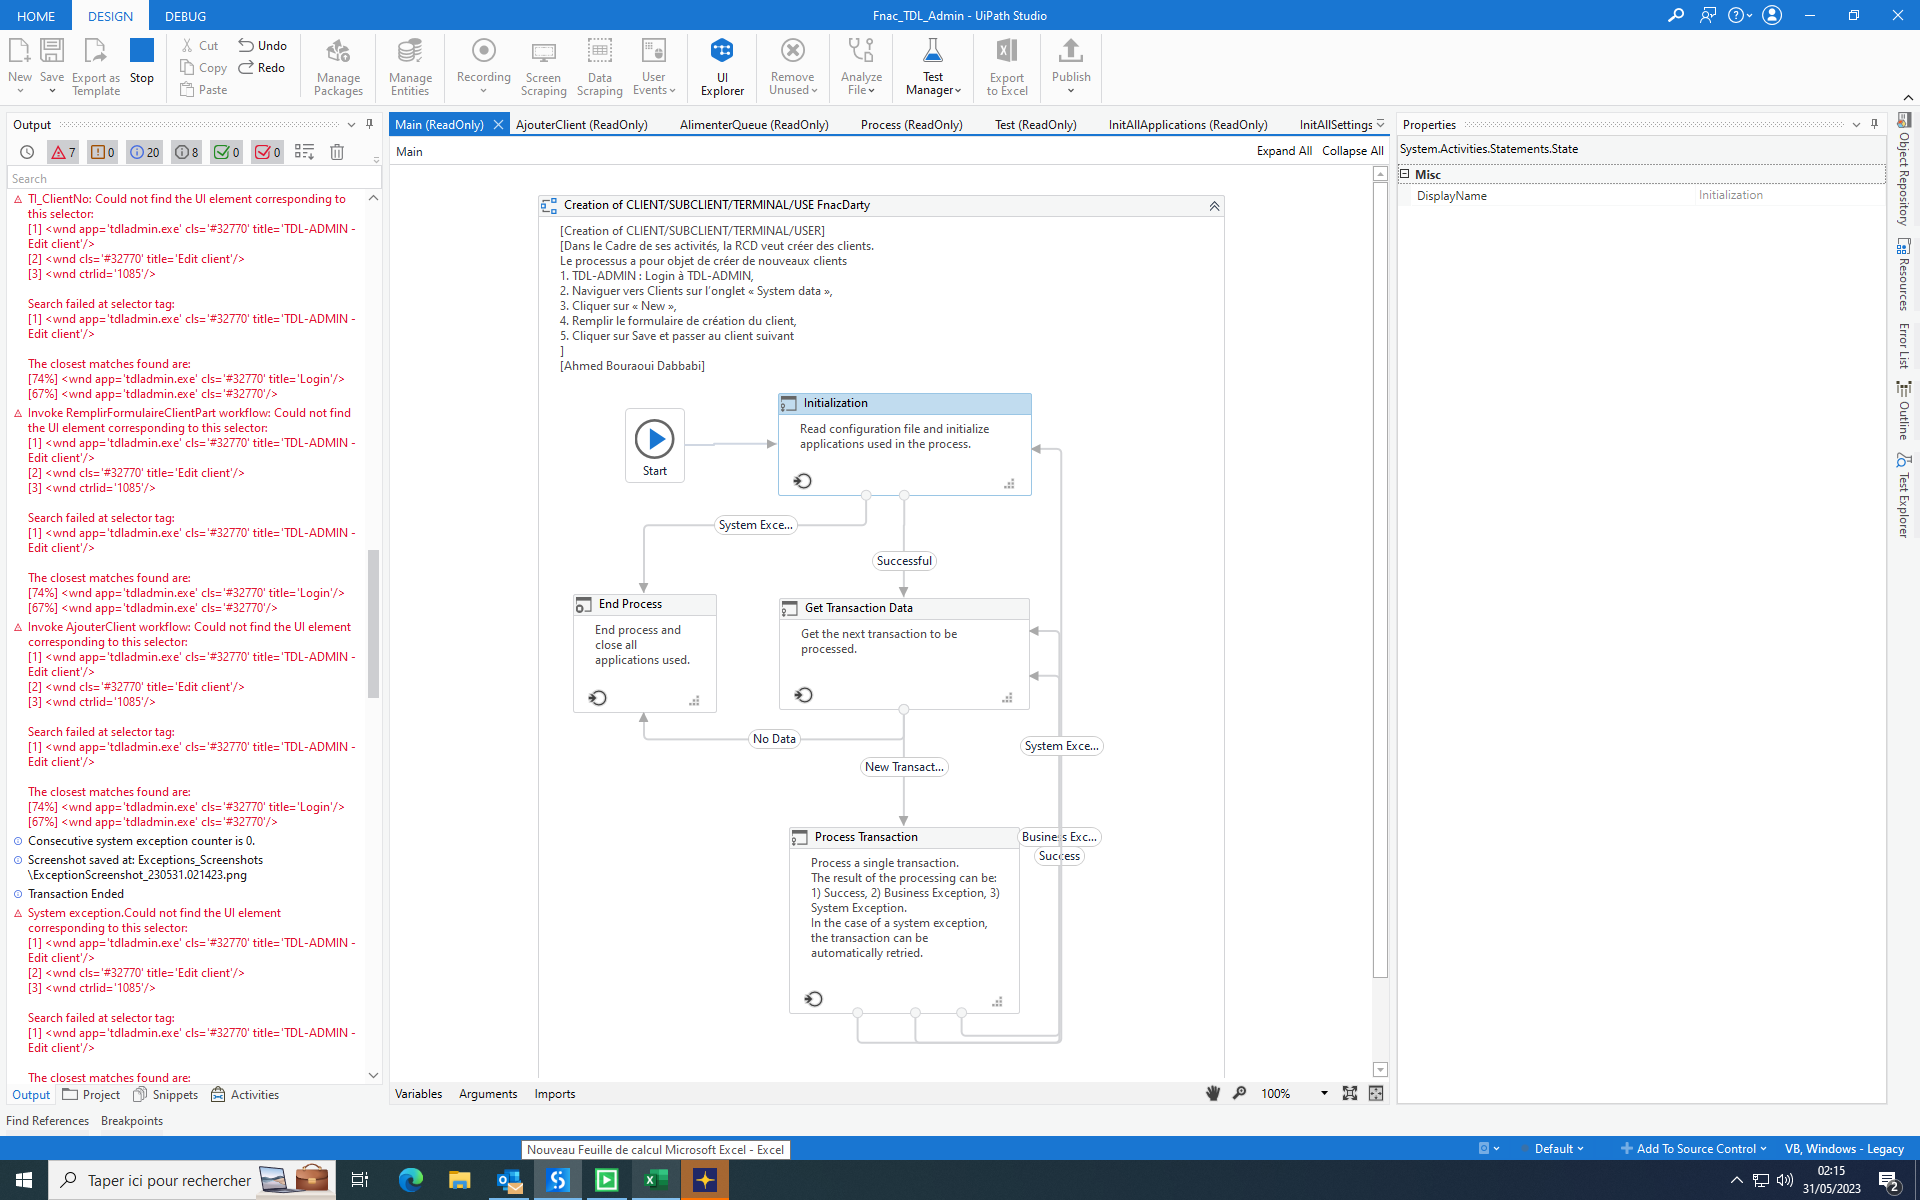 HOME
DESIGN
DEBUG
Fnac_TDL_Admin - UiPath Studio
New
Save
Export as
Template
Stop
Cut
Copy
Paste
Undo
Redo
Manage
Packages
Manage
Entities
Recording
Screen
Scraping
Data
Scraping
User
Events
UI
Explorer
Remove
Unused
Analyze
File
Test
Manager
Export
to Excel
Publish
Output
7
0
20
8
0
0
Search
TI_ClientNo: Could not find the UI element corresponding to
this selector:
[1] <wnd app='tdladmin.exe' cls='#32770' title='TDL-ADMIN -
Edit client'/>
[2] <wnd cls='#32770' title='Edit client'/>
[3] <wnd ctrlid='1085'/>
Search failed at selector tag:
[1] <wnd app='tdladmin.exe' cls='#32770' title='TDL-ADMIN -
Edit client'/>
The closest matches found are:
[74%] <wnd app='tdladmin.exe' cls='#32770' title='Login'/>
[67%] <wnd app='tdladmin.exe' cls='#32770'/>
Invoke RemplirFormulaireClientPart workflow: Could not find
the UI element corresponding to this selector:
[1] <wnd app='tdladmin.exe' cls='#32770' title='TDL-ADMIN -
Edit client'/>
[2] <wnd cls='#32770' title='Edit client'/>
[3] <wnd ctrlid='1085'/>
Search failed at selector tag:
[1] <wnd app='tdladmin.exe' cls='#32770' title='TDL-ADMIN -
Edit client'/>
The closest matches found are:
[74%] <wnd app='tdladmin.exe' cls='#32770' title='Login'/>
[67%] <wnd app='tdladmin.exe' cls='#32770'/>
Invoke AjouterClient workflow: Could not find the UI element
corresponding to this selector:
[1] <wnd app='tdladmin.exe' cls='#32770' title='TDL-ADMIN -
Edit client'/>
[2] <wnd cls='#32770' title='Edit client'/>
[3] <wnd ctrlid='1085'/>
Search failed at selector tag:
[1] <wnd app='tdladmin.exe' cls='#32770' title='TDL-ADMIN -
Edit client'/>
The closest matches found are:
[74%] <wnd app='tdladmin.exe' cls='#32770' title='Login'/>
[67%] <wnd app='tdladmin.exe' cls='#32770'/>
Consecutive system exception counter is 0.
Screenshot saved at: Exceptions_Screenshots
\ExceptionScreenshot_230531.021423.png
Transaction Ended
System exception.Could not find the UI element
corresponding to this selector:
[1] <wnd app='tdladmin.exe' cls='#32770' title='TDL-ADMIN -
Edit client'/>
[2] <wnd cls='#32770' title='Edit client'/>
[3] <wnd ctrlid='1085'/>
Search failed at selector tag:
[1] <wnd app='tdladmin.exe' cls='#32770' title='TDL-ADMIN -
Edit client'/>
The closest matches found are:
Output
Project
Snippets
Activities
Find References
Breakpoints
Main (ReadOnly)
AjouterClient (ReadOnly)
AlimenterQueue (ReadOnly)
Process (ReadOnly)
Test (ReadOnly)
InitAllApplications (ReadOnly)
InitAllSettings
Main
Expand All
Collapse All
Creation of CLIENT/SUBCLIENT/TERMINAL/USE FnacDarty
[Creation of CLIENT/SUBCLIENT/TERMINAL/USER]
[Dans le Cadre de ses activités, la RCD veut créer des clients.
Le processus a pour objet de créer de nouveaux clients
1. TDL-ADMIN : Login à TDL-ADMIN,
2. Naviguer vers Clients sur l'onglet « System data »,
3. Cliquer sur « New »,
4. Remplir le formulaire de création du client,
5. Cliquer sur Save et passer au client suivant
]
[Ahmed Bouraoui Dabbabi]
Start
Initialization
Read configuration file and initialize
applications used in the process.
System Exce...
Successful
End Process
End process and
close all
applications used.
Get Transaction Data
Get the next transaction to be
processed.
No Data
New Transact...
System Exce...
Process Transaction
Process a single transaction.
The result of the processing can be:
1) Success, 2) Business Exception, 3)
System Exception.
In the case of a system exception,
the transaction can be
automatically retried.
Business Exc...
Success
Variables
Arguments
Imports
100%
Properties
System.Activities.Statements.State
Misc
DisplayName
Initialization
Object Repository
Resources
Error List
Outline
Test Explorer
Nouveau Feuille de calcul Microsoft Excel - Excel
Default
Add To Source Control
VB, Windows - Legacy
Taper ici pour rechercher
02:15
31/05/2023
2